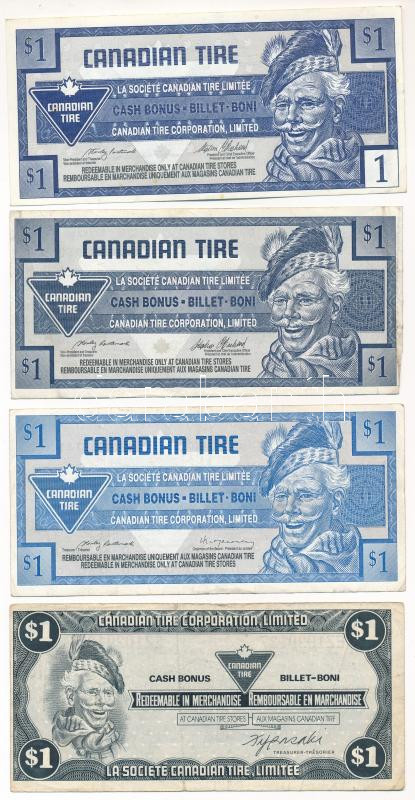 $1 CANADIAN TIRE $1
LA SOCIÉTÉ CANADIAN TIRE LIMITÉE
CANADIAN
TIRE
CASH BONUS ▪ BILLET - BONI
CANADIAN TIRE CORPORATION, LIMITED
$1 1
REDEEMABLE IN MERCHANDISE ONLY AT CANADIAN TIRE STORES
REMBOURSABLE EN MARCHANDISES UNIQUEMENT AUX MAGASINS CANADIAN TIRE
$1 CANADIAN TIRE $1
LA SOCIÉTÉ CANADIAN TIRE LIMITÉE
CANADIAN
TIRE
CASH BONUS ▪ BILLET - BONI
CANADIAN TIRE CORPORATION, LIMITED
$1 $1
REDEEMABLE IN MERCHANDISE ONLY AT CANADIAN TIRE STORES
REMBOURSABLE EN MARCHANDISES UNIQUEMENT AUX MAGASINS CANADIAN TIRE
$1 CANADIAN TIRE $1
LA SOCIÉTÉ CANADIAN TIRE LIMITÉE
CANADIAN
TIRE
CASH BONUS ▪ BILLET - BONI
CANADIAN TIRE CORPORATION, LIMITED
$1 $1
REMBOURSABLE EN MARCHANDISES UNIQUEMENT AUX MAGASINS CANADIAN TIRE
REDEEMABLE IN MERCHANDISE ONLY AT CANADIAN TIRE STORES
$1 CANADIAN TIRE CORPORATION, LIMITED $1
CANADIAN
TIRE
CASH BONUS BILLET-BONI
REDEEMABLE IN MERCHANDISE REMBOURSABLE EN MARCHANDISE
AT CANADIAN TIRE STORES AUX MAGASINS CANADIAN TIRE
TREASURER-TRÉSORIER
$1 LA SOCIÉTÉ CANADIAN TIRE, LIMITÉE $1